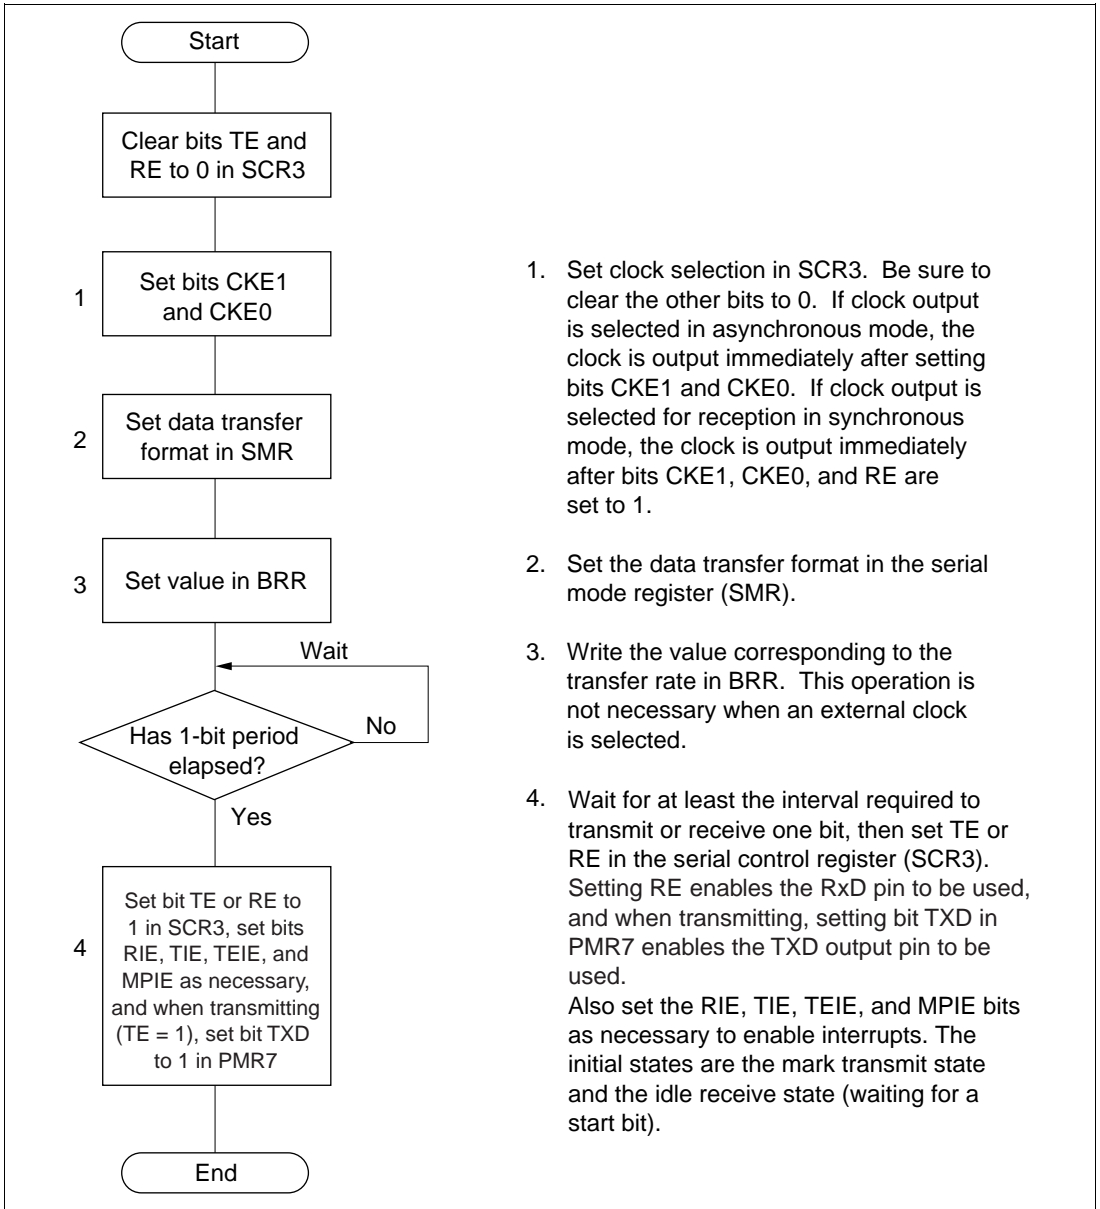 Start
Clear bits TE and
RE to 0 in SCR3
1
Set bits CKE1
and CKE0
2
Set data transfer
format in SMR
3
Set value in BRR
Wait
Has 1-bit period
elapsed?
No
Yes
4
Set bit TE or RE to
1 in SCR3, set bits
RIE, TIE, TEIE, and
MPIE as necessary,
and when transmitting
(TE = 1), set bit TXD
to 1 in PMR7
End
1. Set clock selection in SCR3. Be sure to
clear the other bits to 0. If clock output
is selected in asynchronous mode, the
clock is output immediately after setting
bits CKE1 and CKE0. If clock output is
selected for reception in synchronous
mode, the clock is output immediately
after bits CKE1, CKE0, and RE are
set to 1.
2. Set the data transfer format in the serial
mode register (SMR).
3. Write the value corresponding to the
transfer rate in BRR. This operation is
not necessary when an external clock
is selected.
4. Wait for at least the interval required to
transmit or receive one bit, then set TE or
RE in the serial control register (SCR3).
Setting RE enables the RxD pin to be used,
and when transmitting, setting bit TXD in
PMR7 enables the TXD output pin to be
used.
Also set the RIE, TIE, TEIE, and MPIE bits
as necessary to enable interrupts. The
initial states are the mark transmit state
and the idle receive state (waiting for a
start bit).